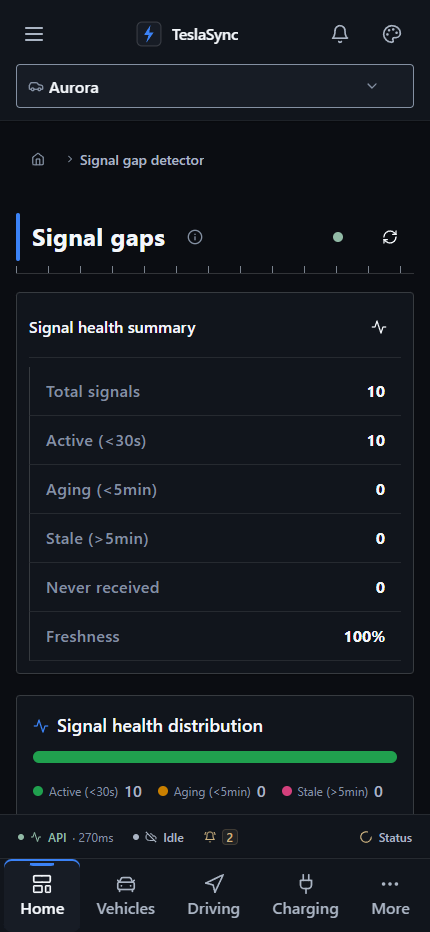 TeslaSync
Aurora
Signal gap detector
Signal gaps
Signal health summary
Total signals 10
Active (<30s) 10
Aging (<5min) 0
Stale (>5min) 0
Never received 0
Freshness 100%
Signal health distribution
Active (<30s) 10 Aging (<5min) 0 Stale (>5min) 0
API · 270ms Idle 2 Status
Home Vehicles Driving Charging More